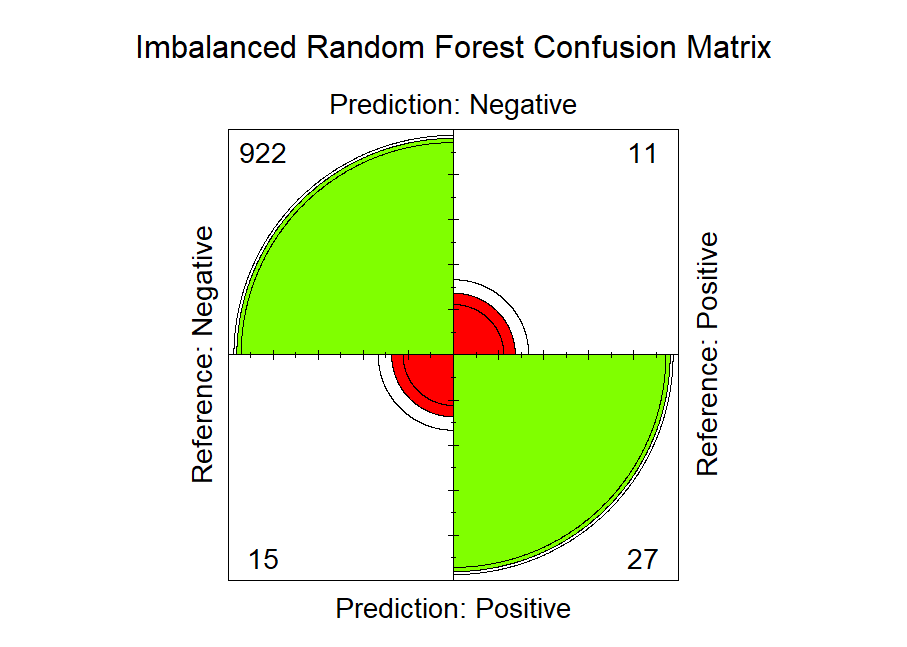 Imbalanced Random Forest Confusion Matrix
Prediction: Negative
922
11
Reference: Negative
Reference: Positive
15
27
Prediction: Positive